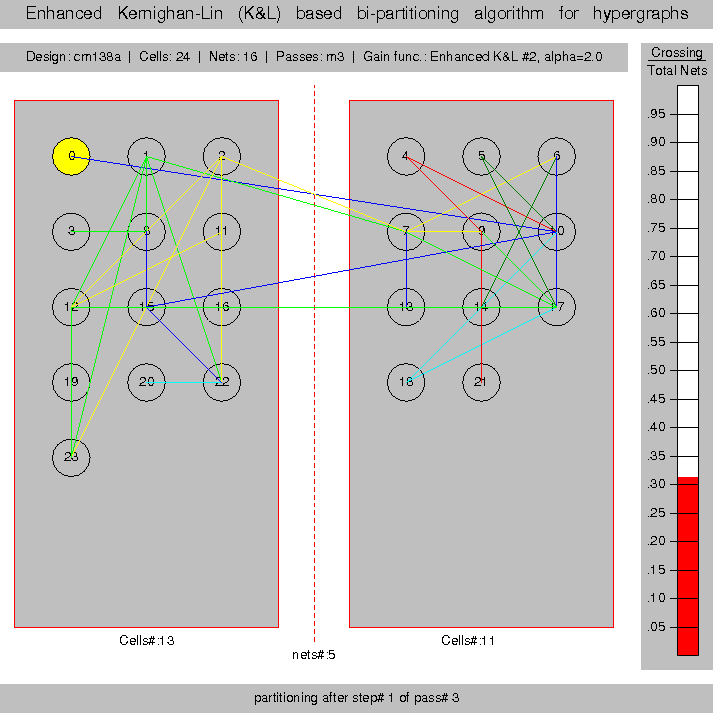 Enhanced Kernighan-Lin (K&L) based bi-partitioning algorithm for hypergraphs
Design: cm138a | Cells: 24 | Nets: 16 | Passes: m3 | Gain func.: Enhanced K&L #2, alpha=2.0
Crossing
Total Nets
0 1 2 4 5 6
3 8 11 7 9 10
12 15 16 13 14 17
19 20 22 18 21
23
.95
.90
.85
.80
.75
.70
.65
.60
.55
.50
.45
.40
.35
.30
.25
.20
.15
.10
.05
Cells#:13
Cells#:11
nets#:5
partitioning after step# 1 of pass# 3